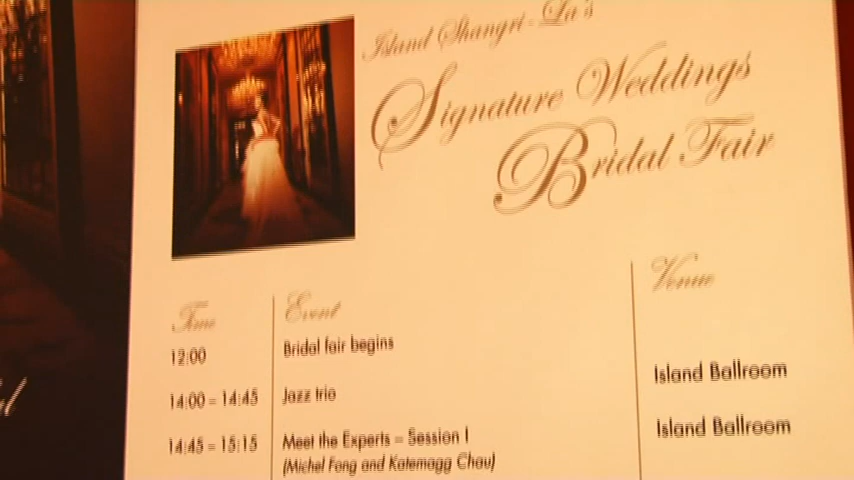 Island Shangri-La's
Signature Weddings
Bridal Fair
Time Event Venue
12:00 Bridal fair begins
14:00 - 14:45 Jazz trio Island Ballroom
14:45 - 15:15 Meet the Experts - Session I Island Ballroom
(Michel Fong and Katemagg Chau)